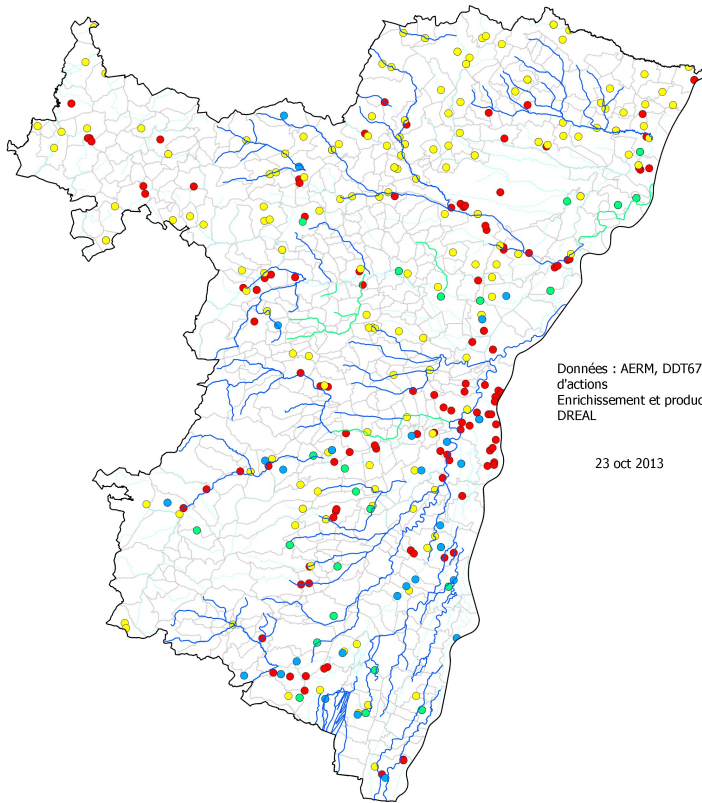 Données : AERM, DDT67
d'actions
Enrichissement et produc
DREAL
23 oct 2013